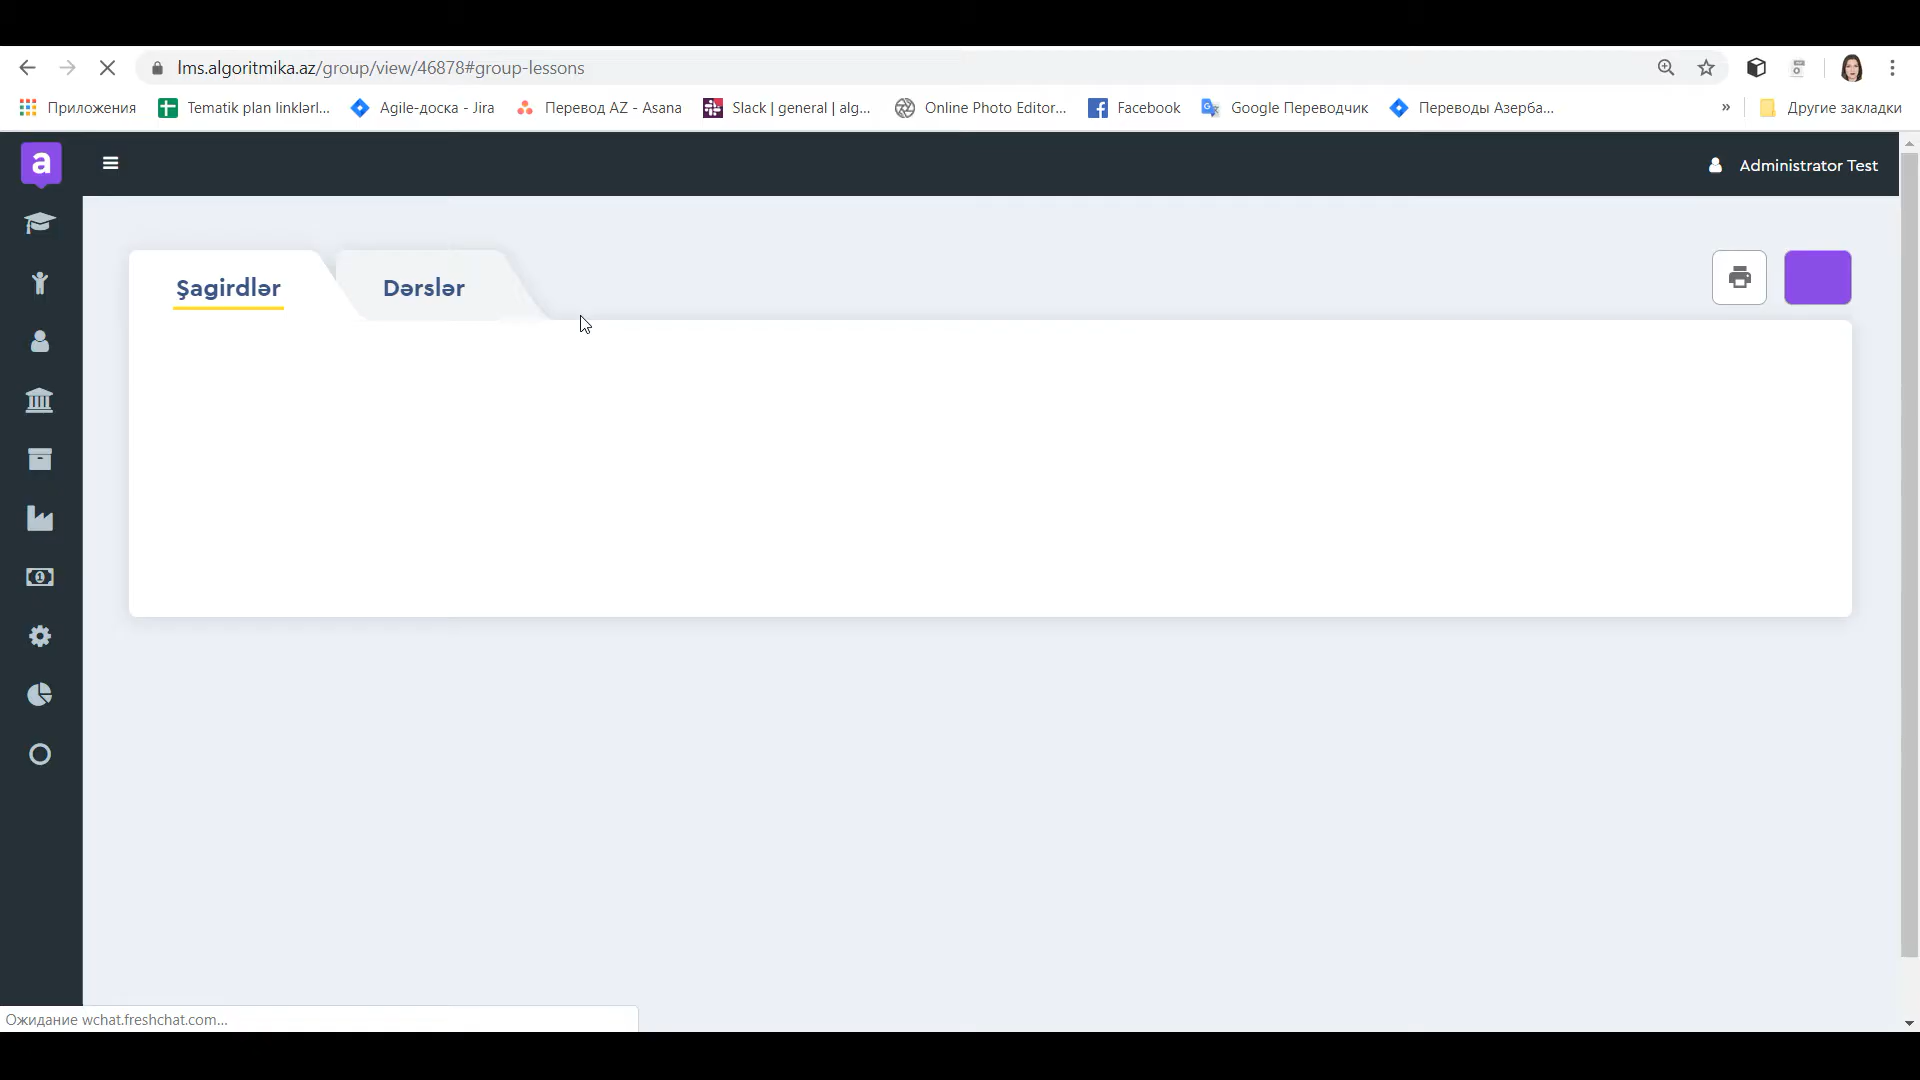 lms.algoritmika.az/group/view/46878#group-lessons
Приложения Tematik plan linkləri... Agile-доска - Jira Перевод AZ - Asana Slack | general | alg... Online Photo Editor... Facebook Google Переводчик Переводы Азерба... » Другие закладки
a Administrator Test
Şagirdlər Dərslər
Ожидание wchat.freshchat.com...